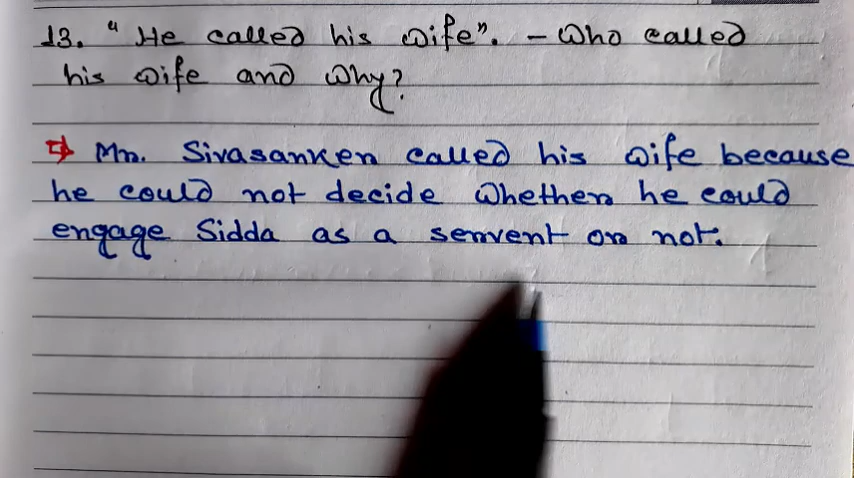 13. "He called his wife". - Who called
his wife and why?
⇒ Mr. Sivasanker called his wife because
he could not decide whether he could
engage Sidda as a servent or not.